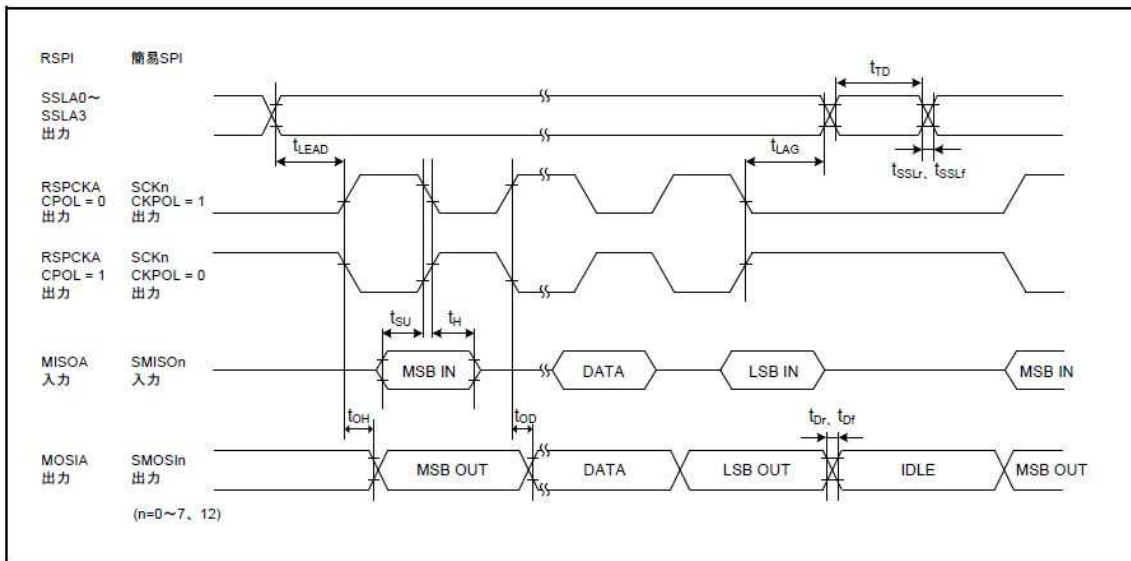 RSPI 簡易SPI
SSLA0～
SSLA3
出力
tTD
tLEAD
tLAG
tSSLr、tSSLf
RSPCKA SCKn
CPOL = 0 CKPOL = 1
出力 出力
RSPCKA SCKn
CPOL = 1 CKPOL = 0
出力 出力
tSU tH
MISOA SMISOn
入力 入力
MSB IN DATA LSB IN MSB IN
tOH tOD tDr、tDf
MOSIA SMOSIn
出力 出力
MSB OUT DATA LSB OUT IDLE MSB OUT
(n=0～7、12)